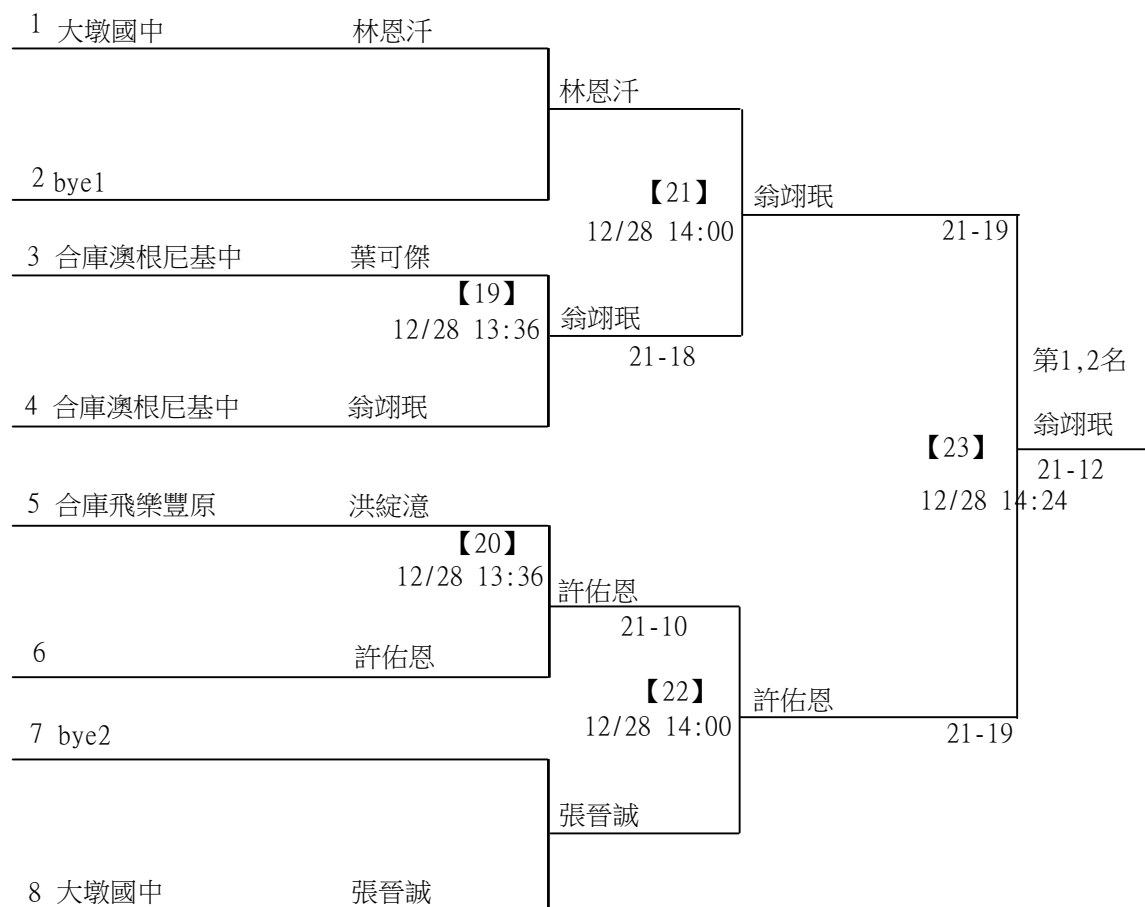 1 大墩國中 林恩汘
林恩汘
2 bye1
【21】
翁翊珉
12/28 14:00
21-19
3 合庫澳根尼基中 葉可傑
【19】
12/28 13:36
翁翊珉
21-18
第1,2名
4 合庫澳根尼基中 翁翊珉
翁翊珉
【23】
21-12
12/28 14:24
5 合庫飛樂豐原 洪綻澺
【20】
12/28 13:36
許佑恩
21-10
6 許佑恩
【22】
許佑恩
12/28 14:00
21-19
7 bye2
張晉誠
8 大墩國中 張晉誠